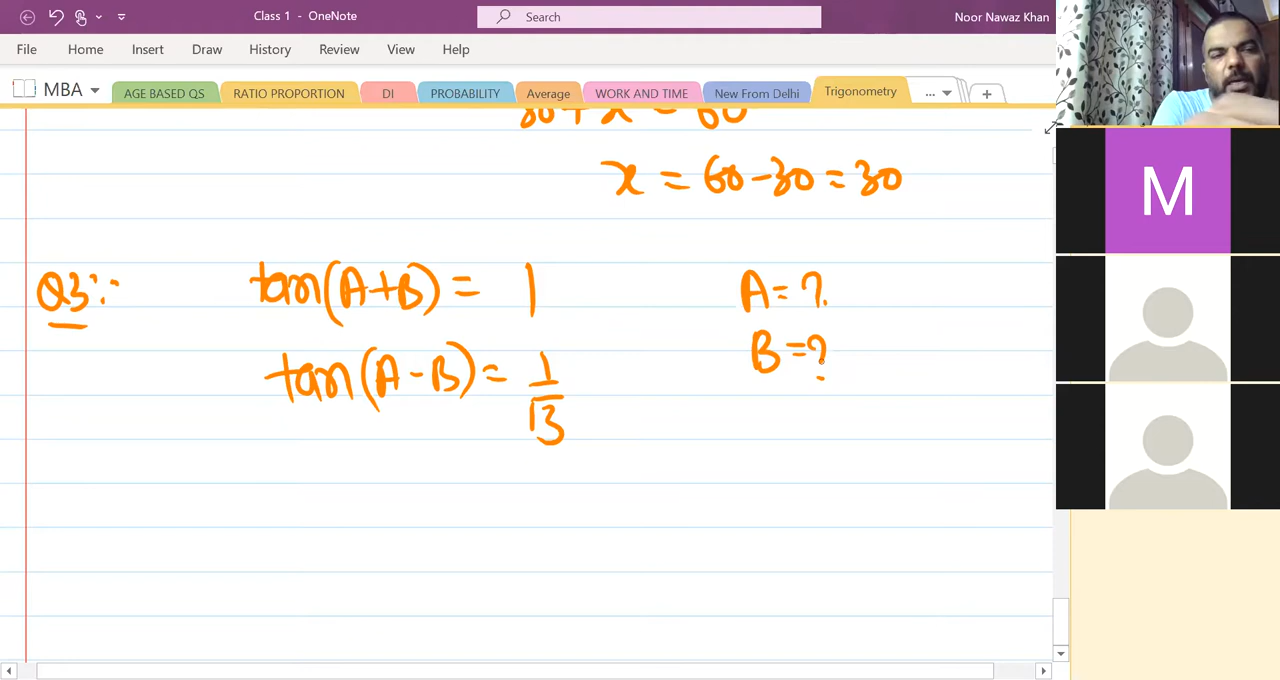 Class 1 - OneNote
Search
Noor Nawaz Khan
File Home Insert Draw History Review View Help
MBA
AGE BASED QS
RATIO PROPORTION
DI
PROBABILITY
Average
WORK AND TIME
New From Delhi
Trigonometry
...
30 + x = 60
x = 60 - 30 = 30
Q3:- tan(A+B) = 1 A = ?
tan(A-B) = 1/√3 B = ?
M